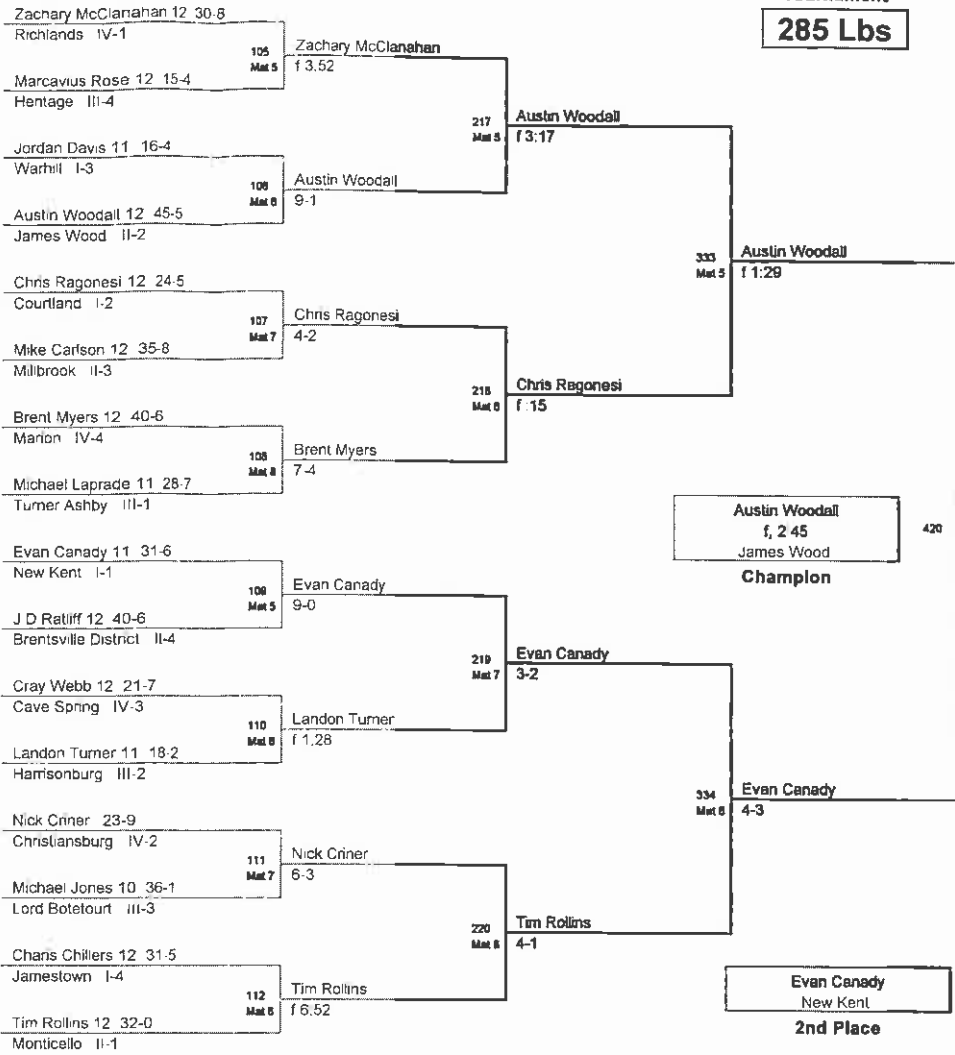 285 Lbs
Zachary McClanahan 12 30-8
Richlands IV-1
105
Mat 5
Zachary McClanahan
f 3.52
Marcavius Rose 12 15-4
Hentage III-4
217
Mat 5
Austin Woodall
f 3:17
Jordan Davis 11 16-4
Warhill I-3
106
Mat 6
Austin Woodall
9-1
Austin Woodall 12 45-5
James Wood II-2
333
Mat 5
Austin Woodall
f 1:29
Chris Ragonesi 12 24-5
Courtland I-2
107
Mat 7
Chris Ragonesi
4-2
Mike Carlson 12 35-8
Millbrook II-3
218
Mat 6
Chris Ragonesi
f :15
Brent Myers 12 40-6
Marion IV-4
108
Mat 8
Brent Myers
7-4
Michael Laprade 11 28-7
Turner Ashby III-1
Austin Woodall
f, 2 45
James Wood
420
Champion
Evan Canady 11 31-6
New Kent I-1
109
Mat 5
Evan Canady
9-0
J D Ratliff 12 40-6
Brentsville District II-4
219
Mat 7
Evan Canady
3-2
Cray Webb 12 21-7
Cave Spring IV-3
110
Mat 6
Landon Turner
f 1.28
Landon Turner 11 18-2
Harrisonburg III-2
334
Mat 6
Evan Canady
4-3
Nick Criner 23-9
Christiansburg IV-2
111
Mat 7
Nick Criner
6-3
Michael Jones 10 36-1
Lord Botetourt III-3
220
Mat 8
Tim Rollins
4-1
Charis Chillers 12 31-5
Jamestown I-4
112
Mat 8
Tim Rollins
f 6.52
Tim Rollins 12 32-0
Monticello II-1
Evan Canady
New Kent
2nd Place